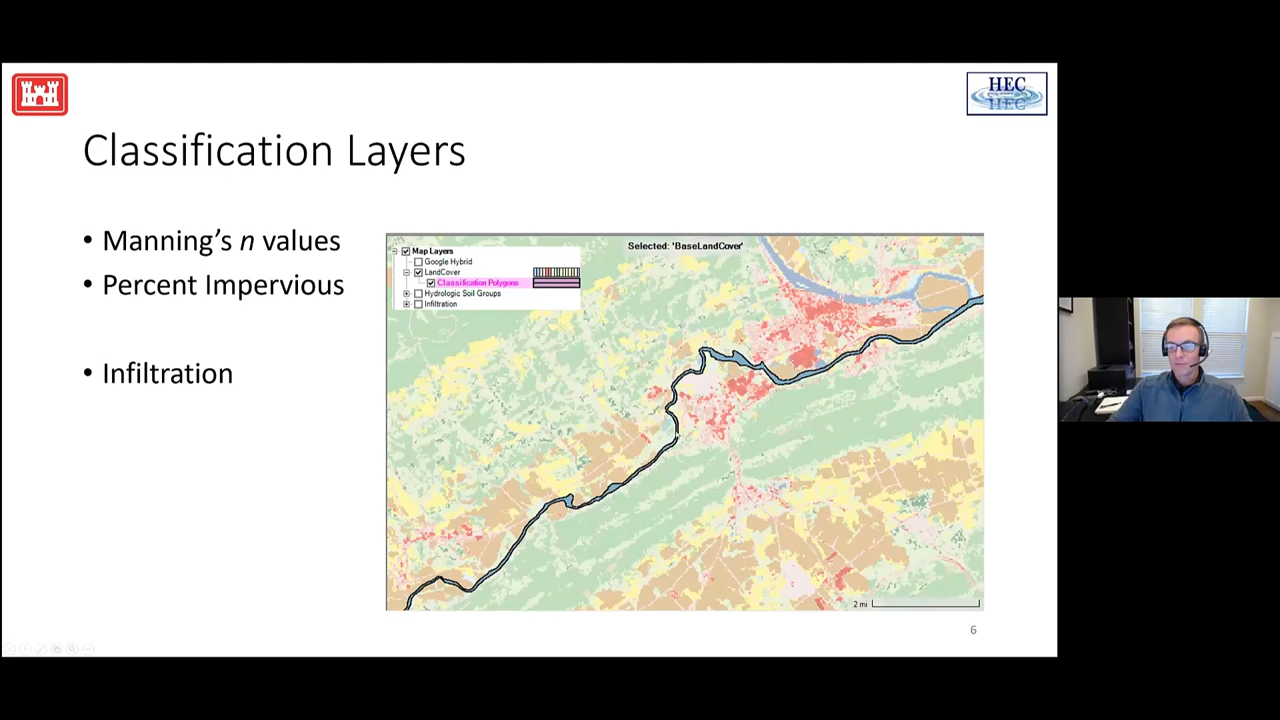 HEC
HEC
Classification Layers
• Manning's n values
• Percent Impervious
• Infiltration
Selected: 'BaseLandCover'
Map Layers
Google Hybrid
LandCover
Classification Polygons
Hydrologic Soil Groups
Infiltration
2 mi
6